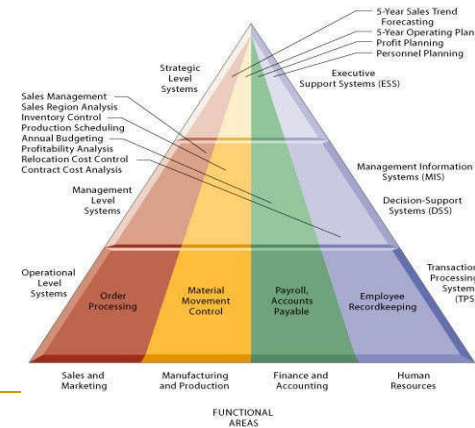 5-Year Sales Trend
Forecasting
5-Year Operating Plan
Profit Planning
Personnel Planning
Strategic
Level
Systems
Executive
Support Systems (ESS)
Sales Management
Sales Region Analysis
Inventory Control
Production Scheduling
Annual Budgeting
Profitability Analysis
Relocation Cost Control
Contract Cost Analysis
Management Information
Systems (MIS)
Management
Level
Systems
Decision-Support
Systems (DSS)
Operational
Level
Systems
Order
Processing
Material
Movement
Control
Payroll,
Accounts
Payable
Employee
Recordkeeping
Transaction
Processing
System
(TPS
Sales and
Marketing
Manufacturing
and Production
Finance and
Accounting
Human
Resources
FUNCTIONAL
AREAS